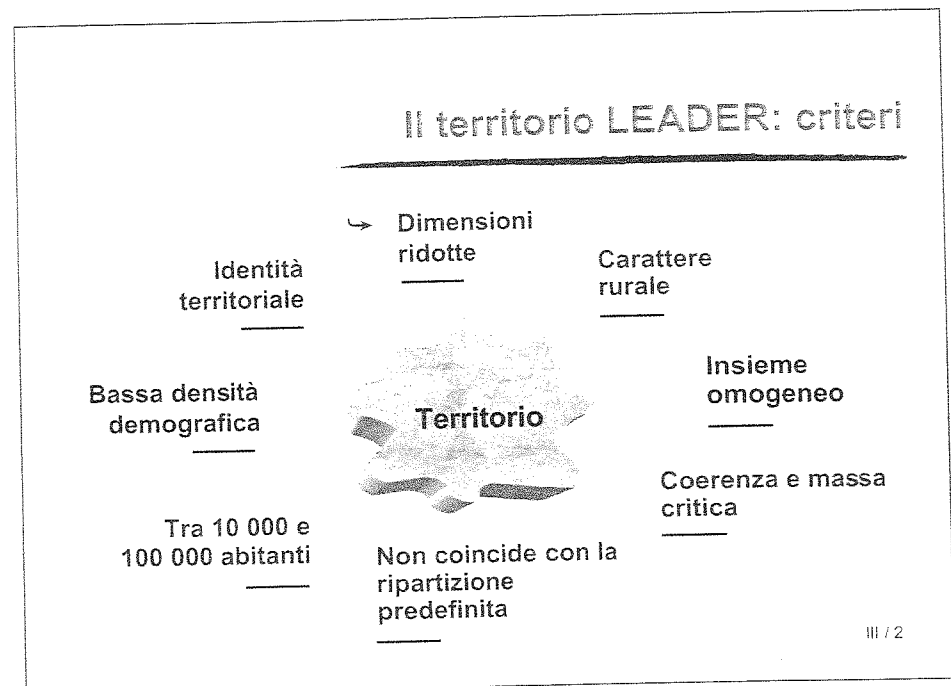 Il territorio LEADER: criteri
↪ Dimensioni
ridotte
Carattere
rurale
Insieme
omogeneo
Coerenza e massa
critica
Non coincide con la
ripartizione
predefinita
Tra 10 000 e
100 000 abitanti
Bassa densità
demografica
Identità
territoriale
Territorio
III / 2